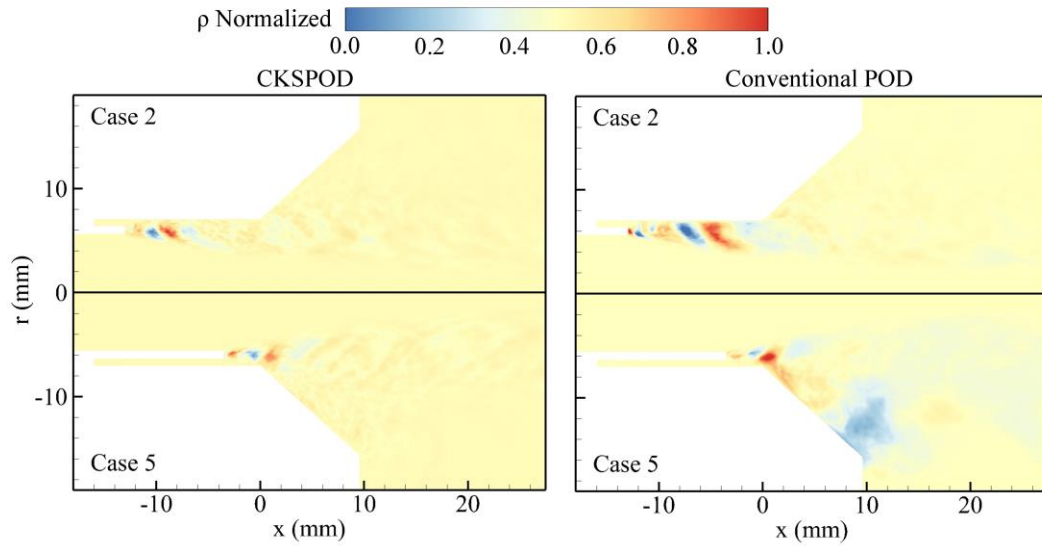 ρ Normalized
0.0 0.2 0.4 0.6 0.8 1.0
CKSPOD
Conventional POD
Case 2
Case 2
10
0
-10
r (mm)
Case 5
Case 5
-10 0 10 20
-10 0 10 20
x (mm)
x (mm)